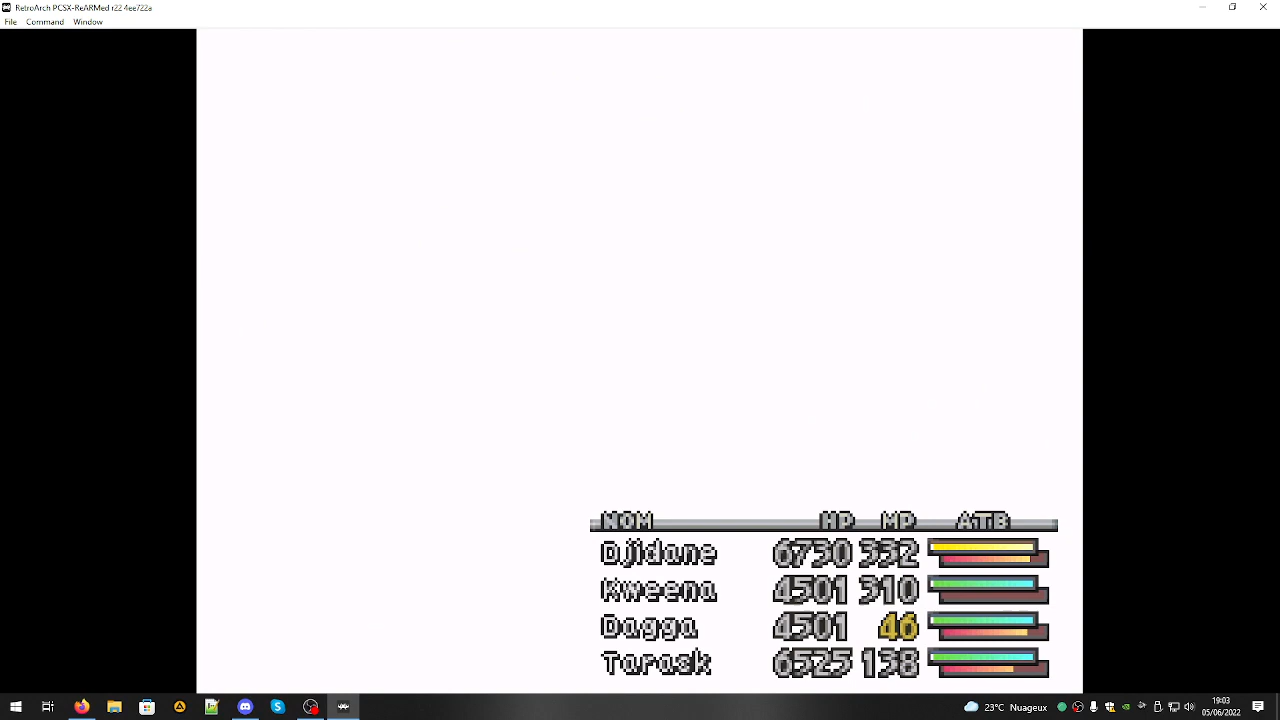 RetroArch PCSX-ReARMed r22 4ee722a
File Command Window
NOM HP MP ATB
Djidane 6730 332
Kweena 4501 310
Dagga 4501 46
Tarask 6525 138
23°C Nuageux
19:03
05/06/2022